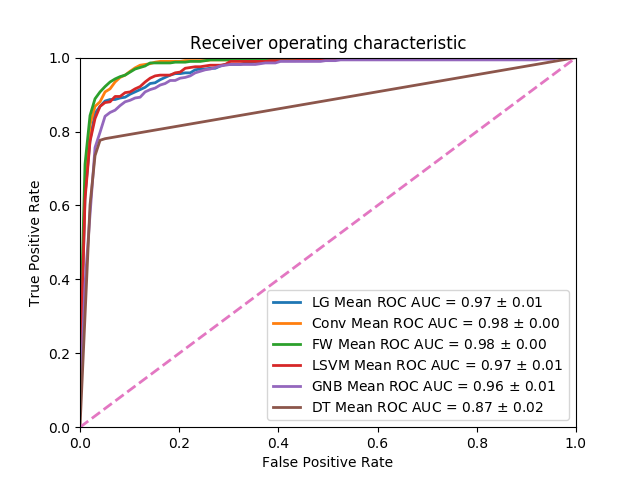 Receiver operating characteristic
True Positive Rate
1.0
0.8
0.6
0.4
0.2
0.0
LG Mean ROC AUC = 0.97 ± 0.01
Conv Mean ROC AUC = 0.98 ± 0.00
FW Mean ROC AUC = 0.98 ± 0.00
LSVM Mean ROC AUC = 0.97 ± 0.01
GNB Mean ROC AUC = 0.96 ± 0.01
DT Mean ROC AUC = 0.87 ± 0.02
0.0 0.2 0.4 0.6 0.8 1.0
False Positive Rate